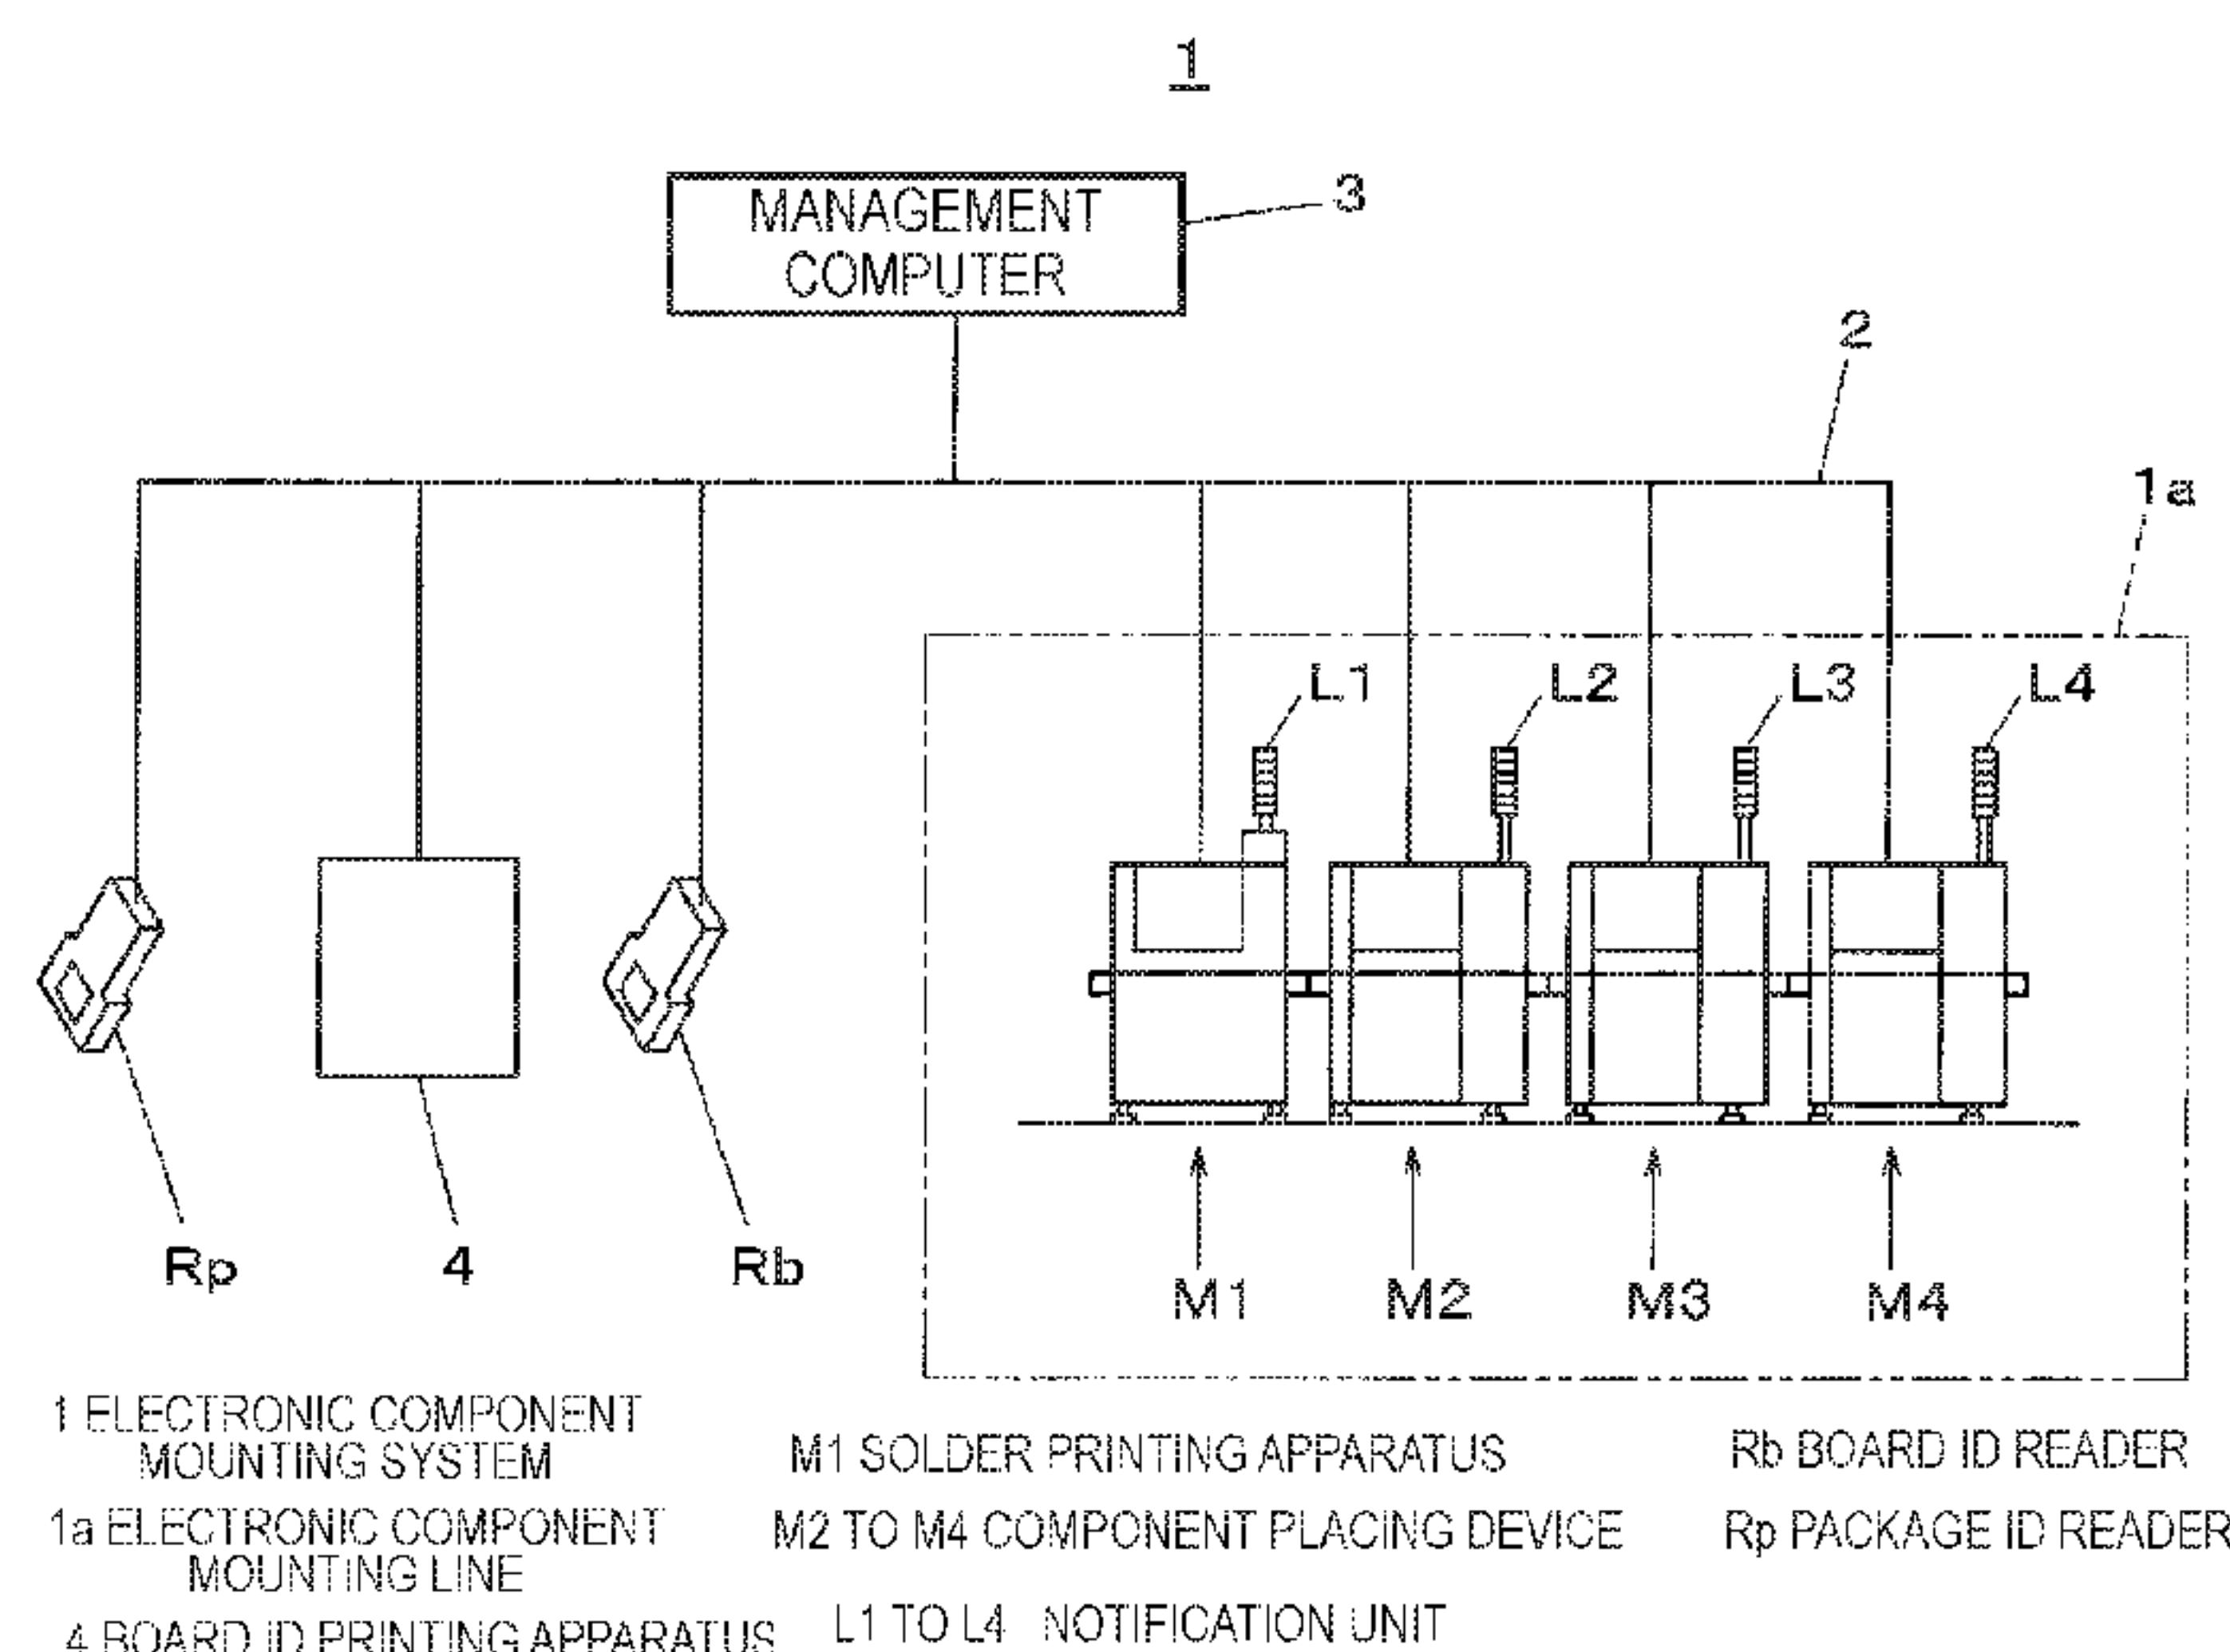 1
MANAGEMENT
COMPUTER
3
2
1a
L1
L2
L3
L4
Rp
4
Rb
M1
M2
M3
M4
1 ELECTRONIC COMPONENT
MOUNTING SYSTEM
1a ELECTRONIC COMPONENT
MOUNTING LINE
4 BOARD ID PRINTING APPARATUS
M1 SOLDER PRINTING APPARATUS
M2 TO M4 COMPONENT PLACING DEVICE
L1 TO L4 NOTIFICATION UNIT
Rb BOARD ID READER
Rp PACKAGE ID READER